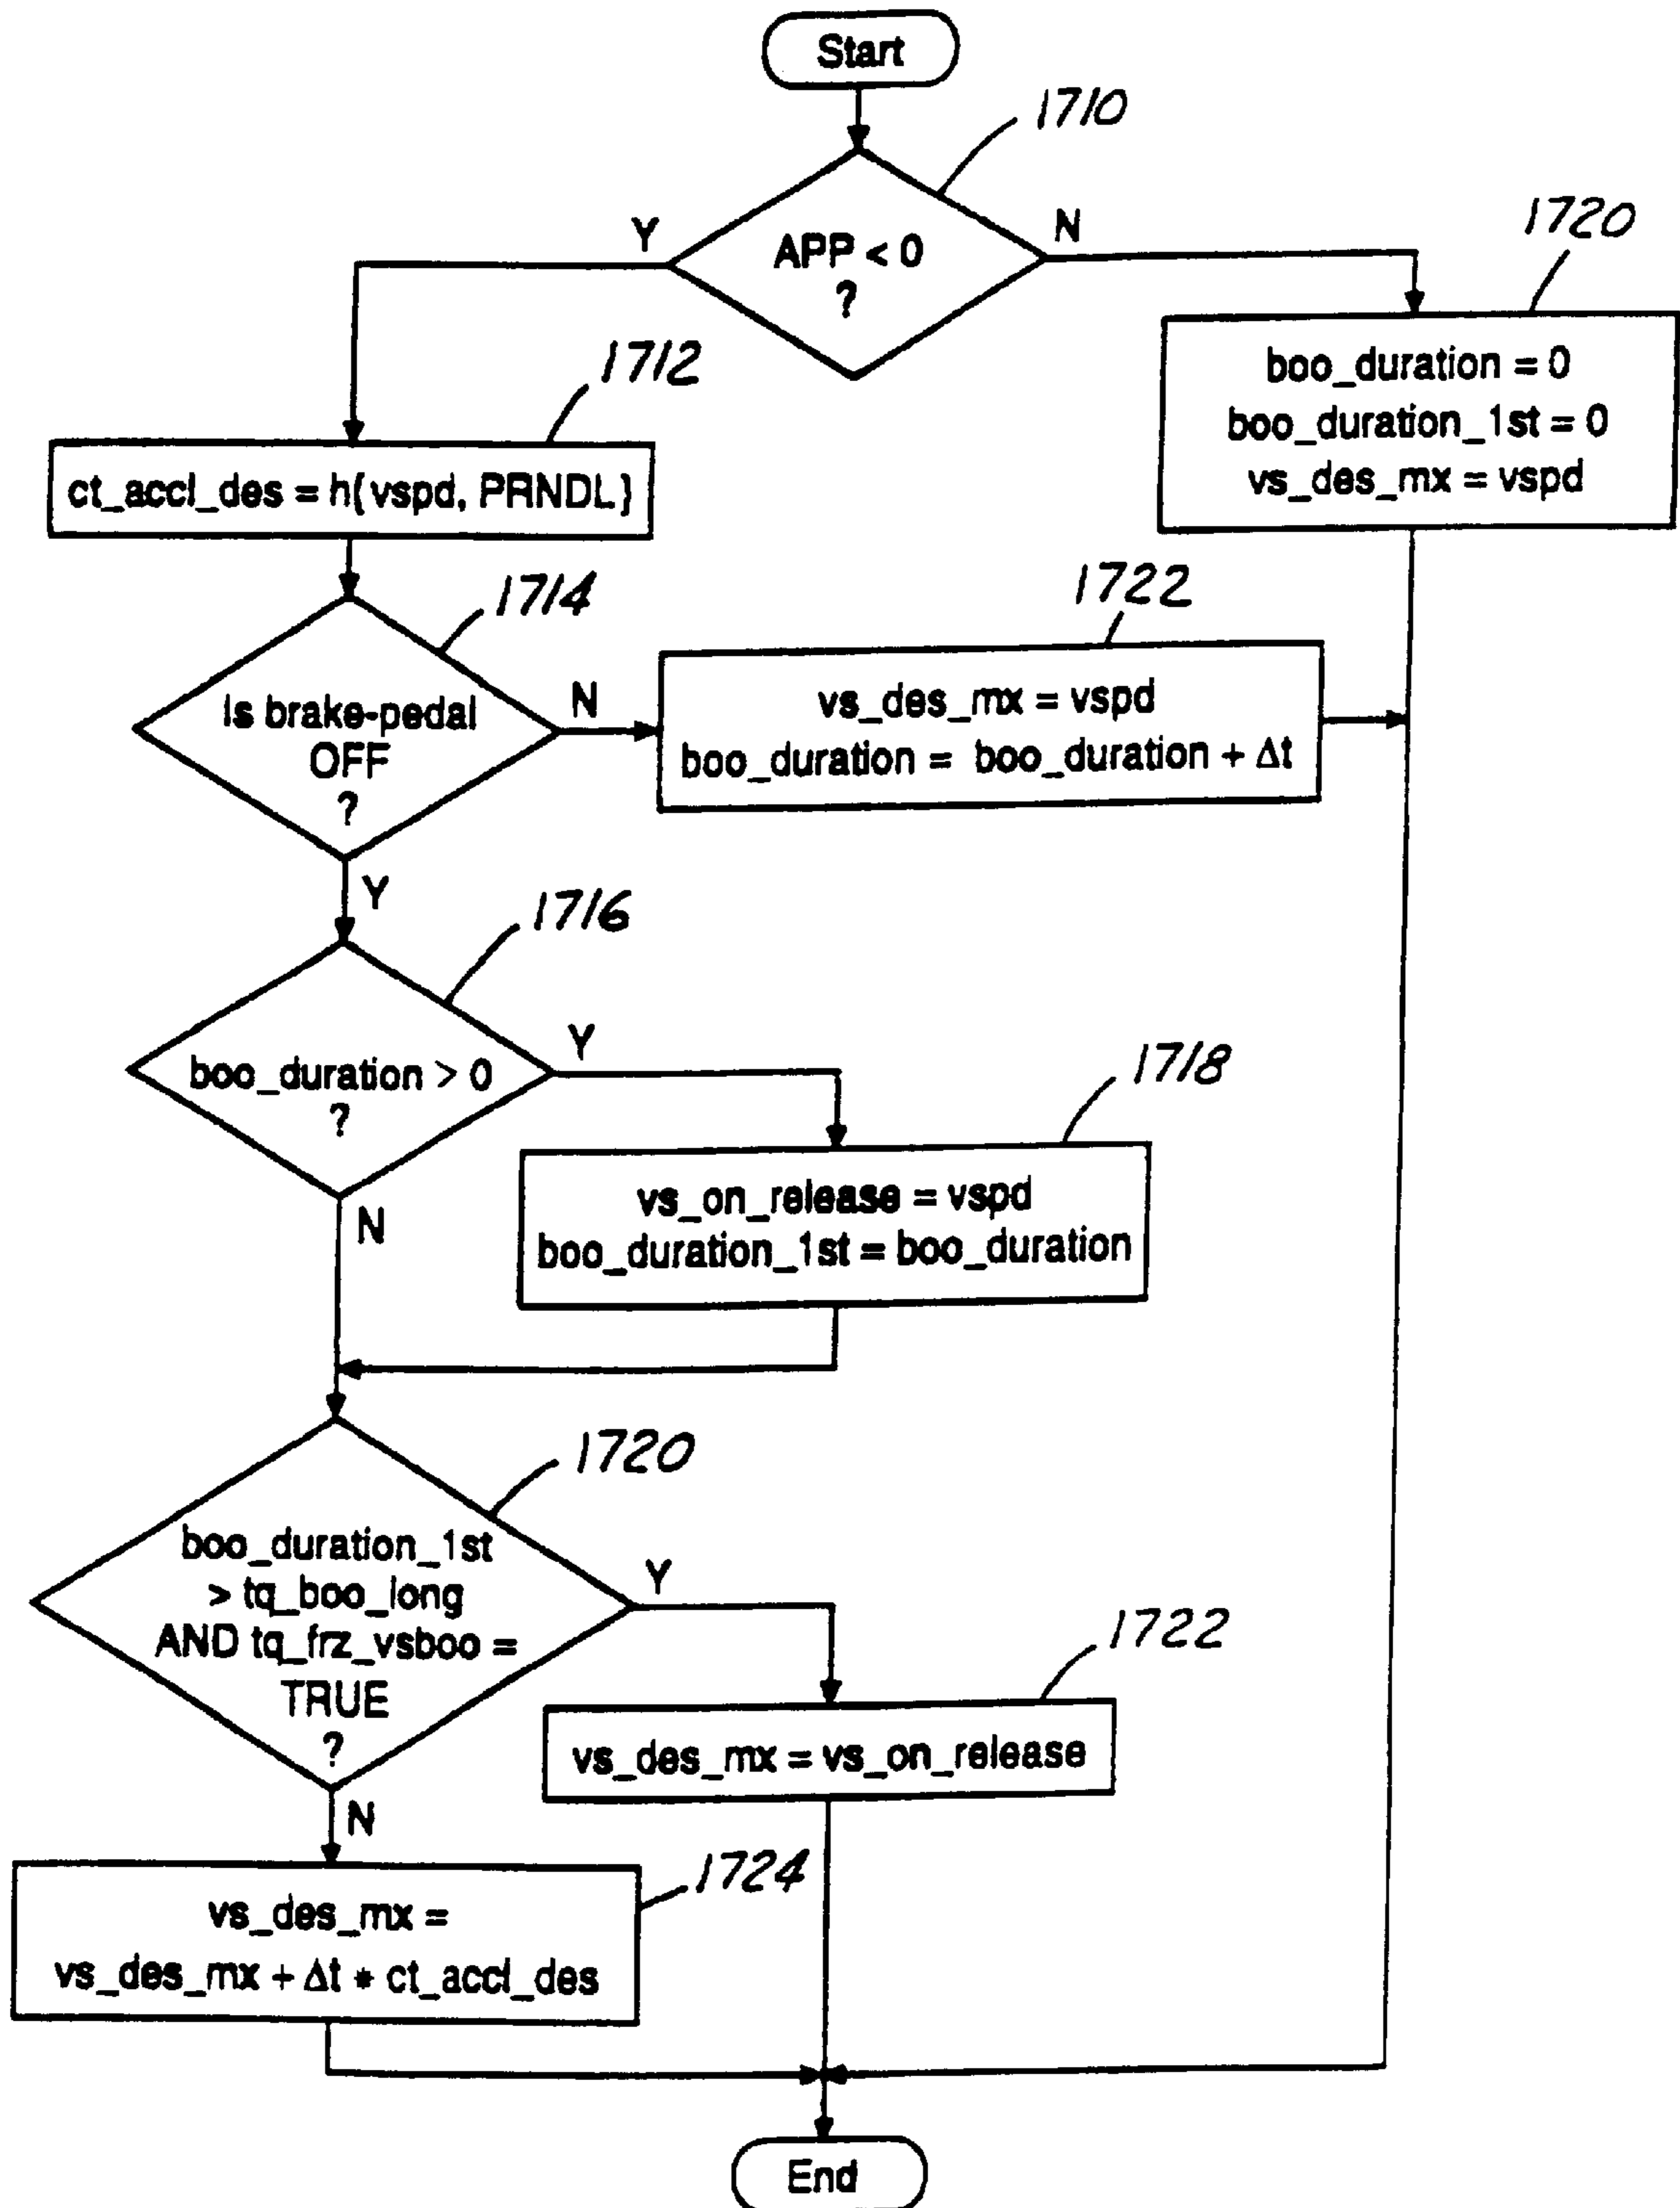 Start
1710
Y
N
APP < 0
?
1720
boo_duration = 0
boo_duration_1st = 0
vs_des_mx = vspd
1712
ct_accl_des = h{vspd, PRNDL}
1714
Is brake-pedal
OFF
?
N
1722
vs_des_mx = vspd
boo_duration = boo_duration + Δt
Y
1716
boo_duration > 0
?
Y
1718
vs_on_release = vspd
boo_duration_1st = boo_duration
N
1720
boo_duration_1st
> tq_boo_long
AND tq_frz_vsboo =
TRUE
?
Y
1722
vs_des_mx = vs_on_release
N
1724
vs_des_mx =
vs_des_mx + Δt * ct_accl_des
End